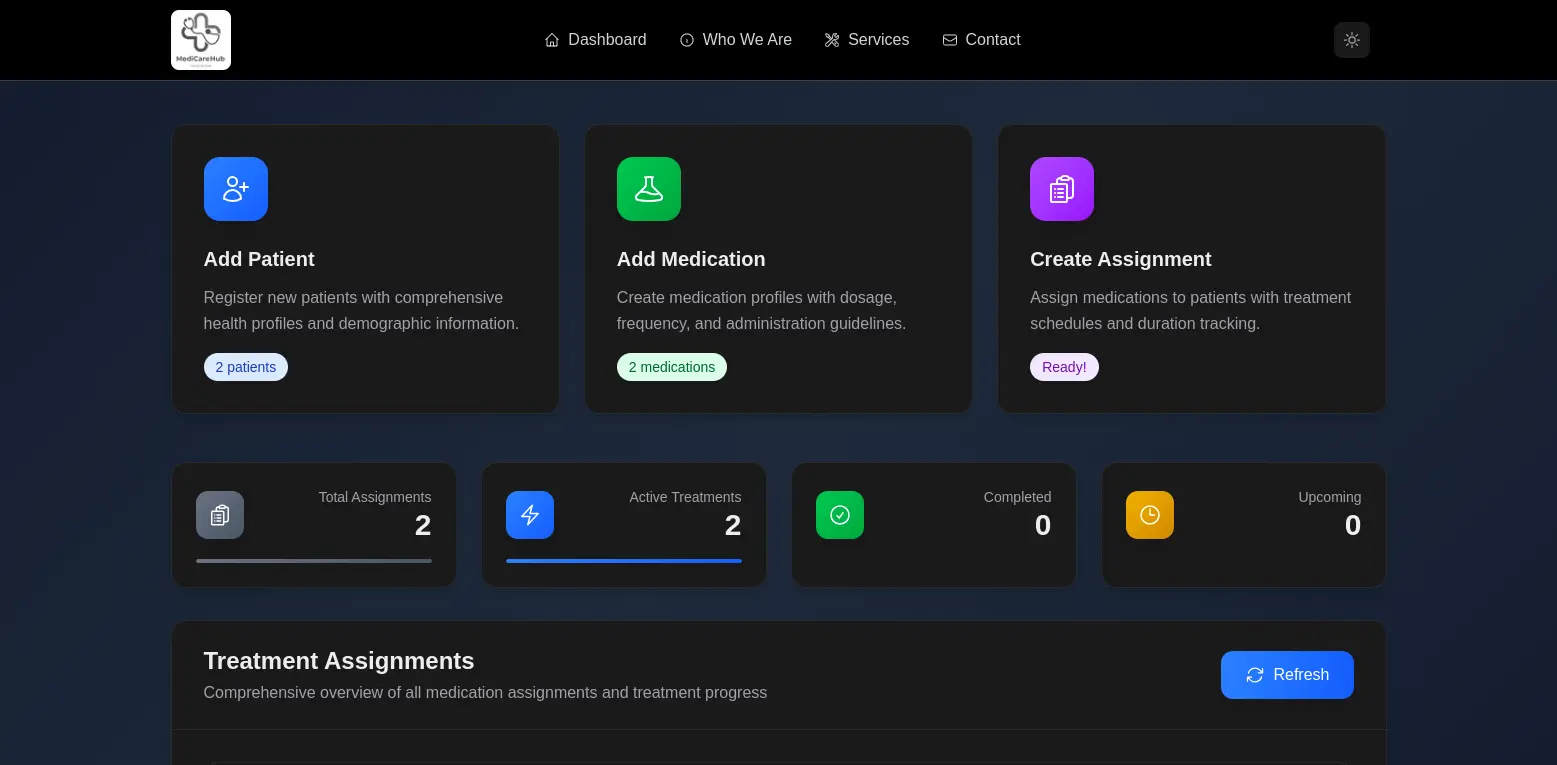 MediCareHub
Dashboard
Who We Are
Services
Contact
Add Patient
Register new patients with comprehensive
health profiles and demographic information.
2 patients
Add Medication
Create medication profiles with dosage,
frequency, and administration guidelines.
2 medications
Create Assignment
Assign medications to patients with treatment
schedules and duration tracking.
Ready!
Total Assignments
2
Active Treatments
2
Completed
0
Upcoming
0
Treatment Assignments
Comprehensive overview of all medication assignments and treatment progress
Refresh